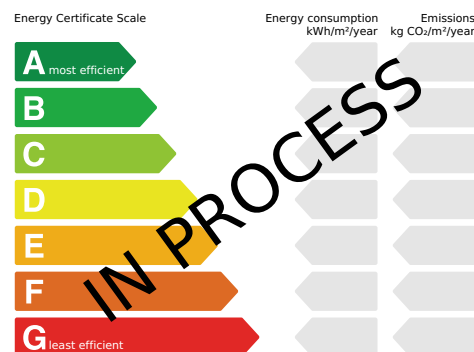 Energy Certificate Scale
Energy consumption
kWh/m²/year
Emissions
kg CO₂/m²/year
A most efficient
B
C
D
E
F
G least efficient
IN PROCESS